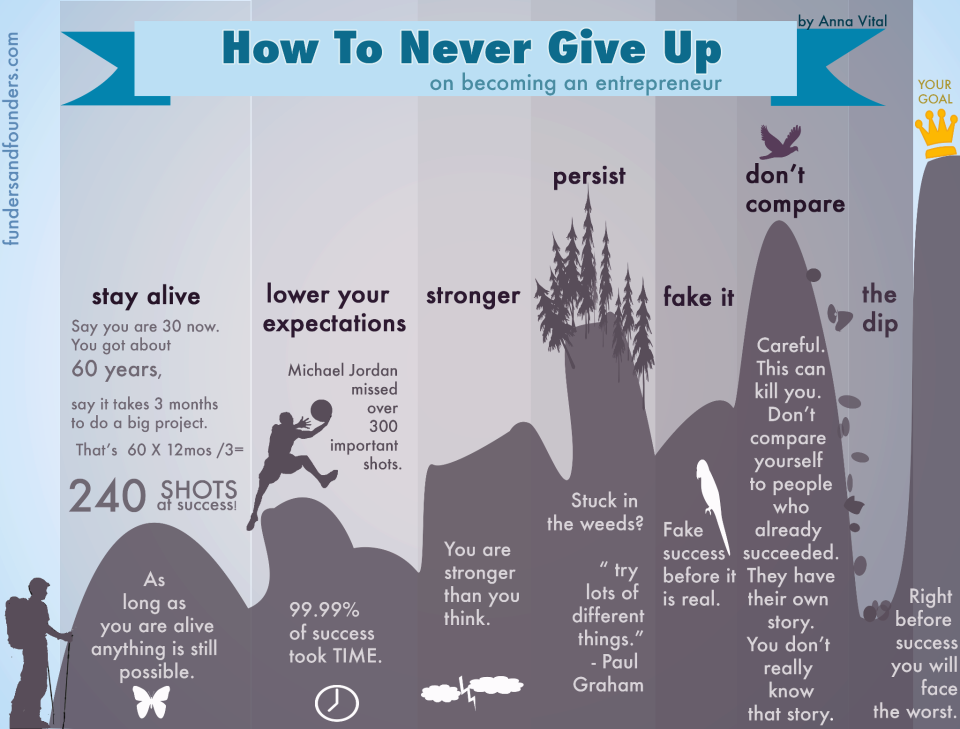 fundersandfounders.com
by Anna Vital
How To Never Give Up
on becoming an entrepreneur
YOUR
GOAL
stay alive
Say you are 30 now.
You got about
60 years,
say it takes 3 months
to do a big project.
That's 60 X 12mos /3=
240 SHOTS
at success!
As
long as
you are alive
anything is still
possible.
lower your
expectations
Michael Jordan
missed
over
300
important
shots.
99.99%
of success
took TIME.
stronger
You are
stronger
than you
think.
persist
Stuck in
the weeds?
“ try
lots of
different
things.”
- Paul
Graham
fake it
Fake
success
before it
is real.
don't
compare
Careful.
This can
kill you.
Don't
compare
yourself
to people
who
already
succeeded.
They have
their own
story.
You don't
really
know
that story.
the
dip
Right
before
success
you will
face
the worst.